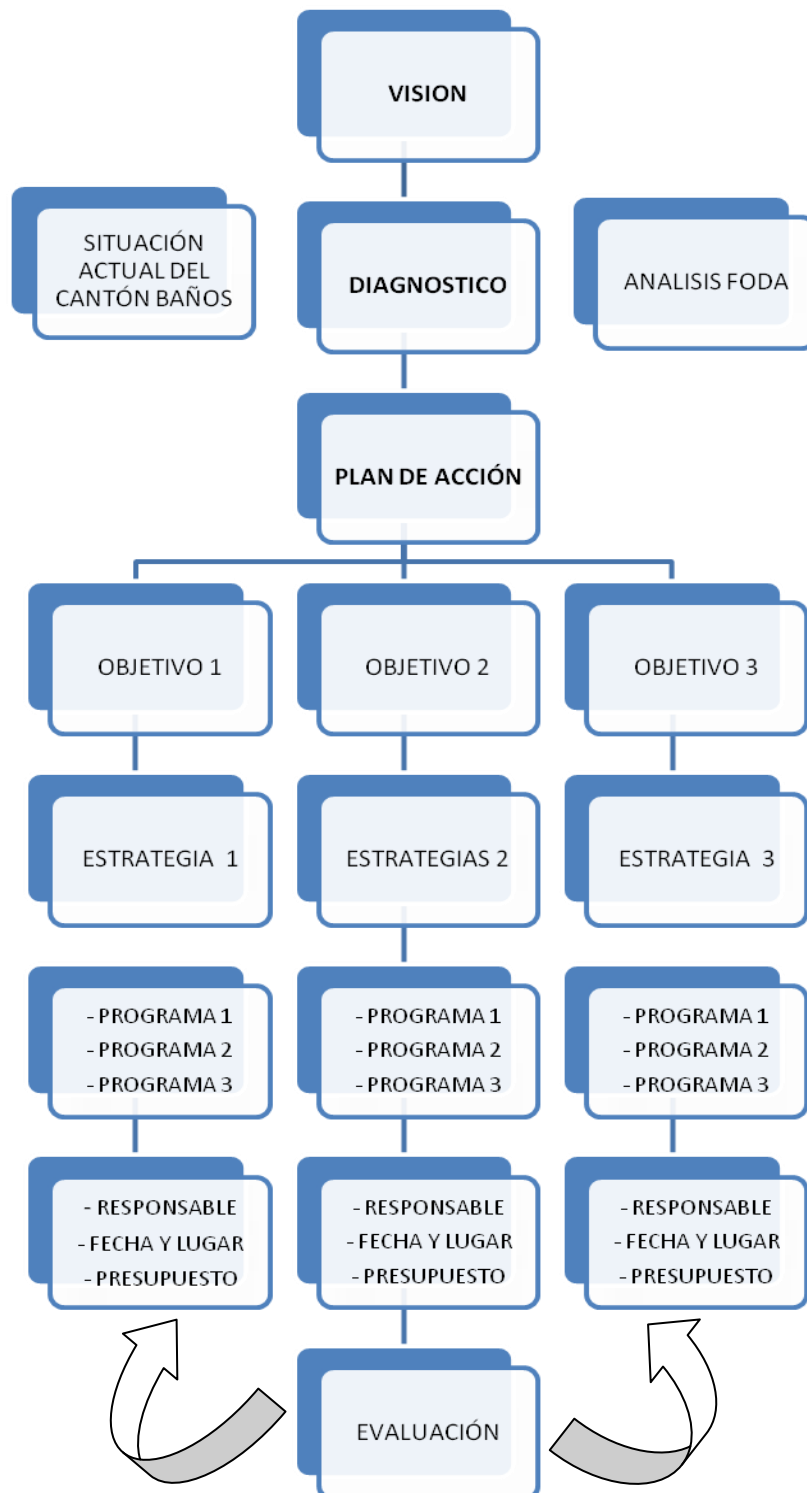 VISION
SITUACIÓN
ACTUAL DEL
CANTÓN BAÑOS
DIAGNOSTICO
ANALISIS FODA
PLAN DE ACCIÓN
OBJETIVO 1
OBJETIVO 2
OBJETIVO 3
ESTRATEGIA 1
ESTRATEGIAS 2
ESTRATEGIA 3
- PROGRAMA 1
- PROGRAMA 2
- PROGRAMA 3
- PROGRAMA 1
- PROGRAMA 2
- PROGRAMA 3
- PROGRAMA 1
- PROGRAMA 2
- PROGRAMA 3
- RESPONSABLE
- FECHA Y LUGAR
- PRESUPUESTO
- RESPONSABLE
- FECHA Y LUGAR
- PRESUPUESTO
- RESPONSABLE
- FECHA Y LUGAR
- PRESUPUESTO
EVALUACIÓN